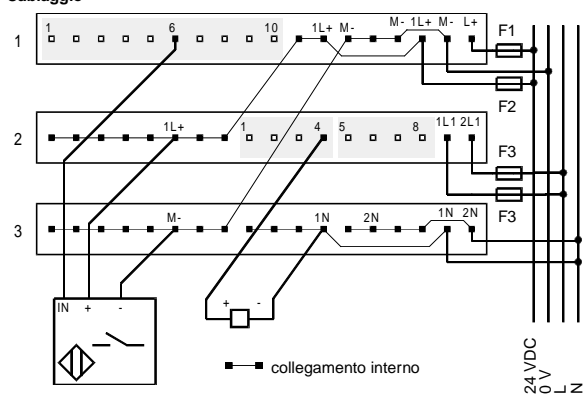 cablaggio
1 6 10 1L+ M- M- 1L+ M- L+ F1
1
F2
1L+ 1 4 5 8 1L1 2L1
2
F3
M- 1N 2N 1N 2N F3
3
IN + -
+ -
collegamento interno
24 VDC
0 V
L
N